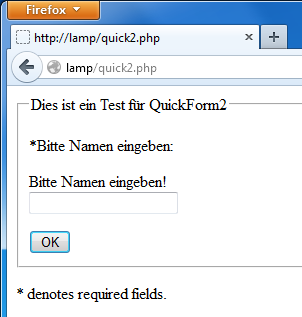 Firefox
http://lamp/quick2.php
lamp/quick2.php
Dies ist ein Test für QuickForm2
*Bitte Namen eingeben:
Bitte Namen eingeben!
OK
* denotes required fields.